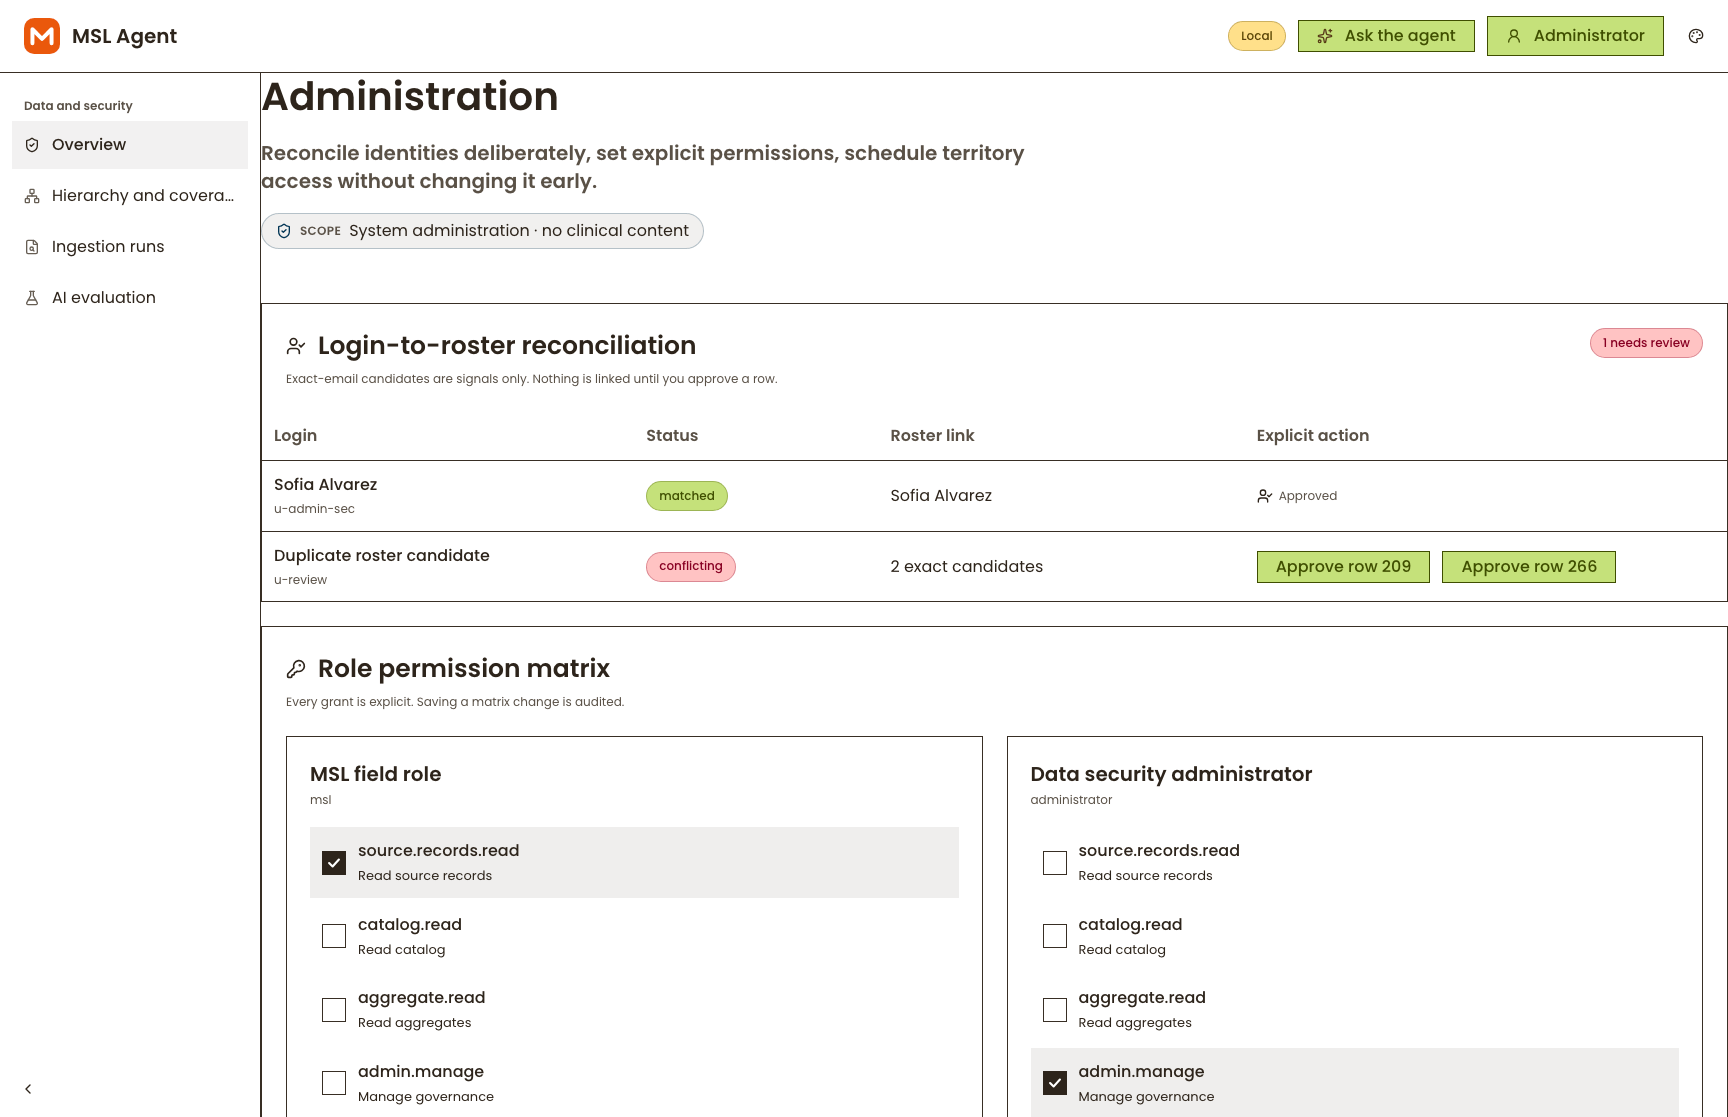 MSL Agent
Local
Ask the agent
Administrator
Data and security
Overview
Hierarchy and covera...
Ingestion runs
AI evaluation
Administration
Reconcile identities deliberately, set explicit permissions, schedule territory
access without changing it early.
SCOPE System administration · no clinical content
Login-to-roster reconciliation
1 needs review
Exact-email candidates are signals only. Nothing is linked until you approve a row.
Login Status Roster link Explicit action
Sofia Alvarez
u-admin-sec
matched
Sofia Alvarez
Approved
Duplicate roster candidate
u-review
conflicting
2 exact candidates
Approve row 209
Approve row 266
Role permission matrix
Every grant is explicit. Saving a matrix change is audited.
MSL field role
msl
source.records.read
Read source records
catalog.read
Read catalog
aggregate.read
Read aggregates
admin.manage
Manage governance
Data security administrator
administrator
source.records.read
Read source records
catalog.read
Read catalog
aggregate.read
Read aggregates
admin.manage
Manage governance